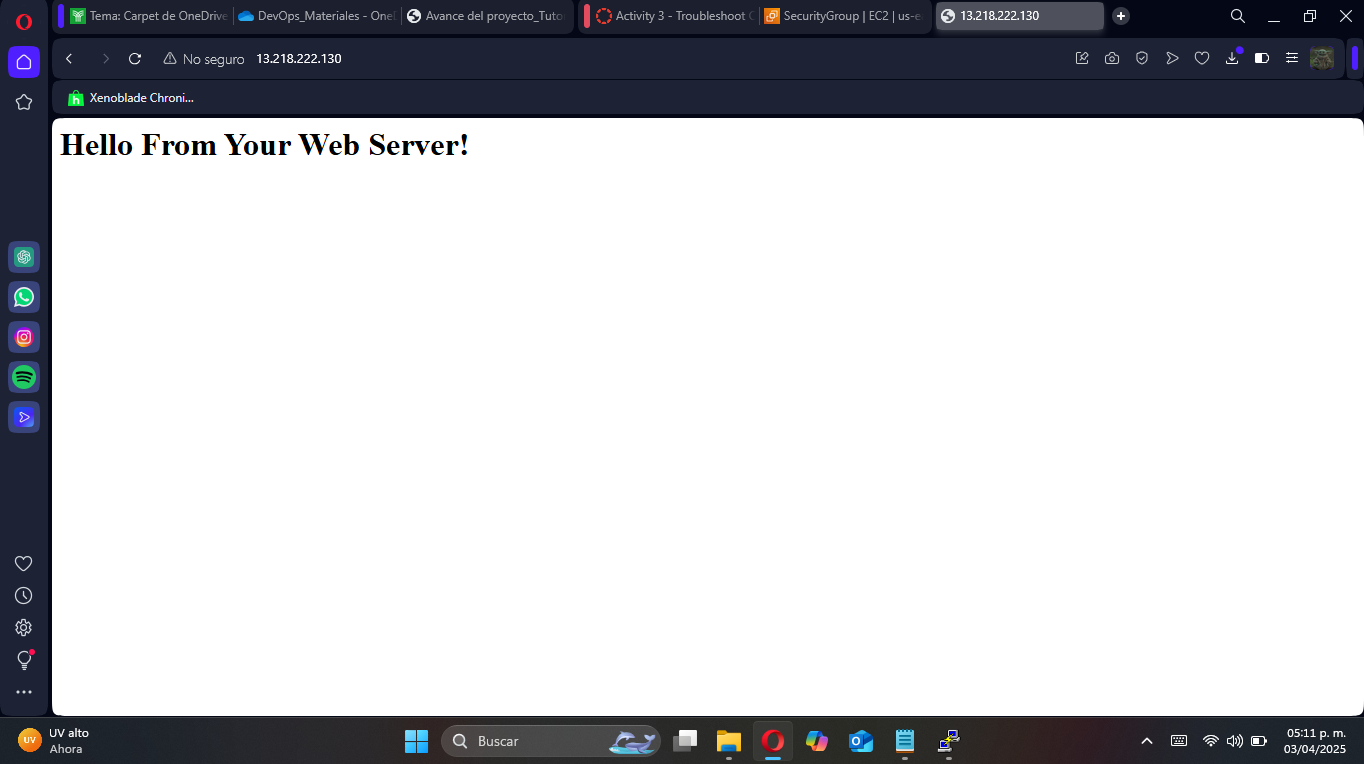 Tema: Carpet de OneDrive
DevOps_Materiales - OneD
Avance del proyecto_Tuto
Activity 3 - Troubleshoot C
SecurityGroup | EC2 | us-e
13.218.222.130
No seguro 13.218.222.130
Xenoblade Chroni...
Hello From Your Web Server!
UV
UV alto
Ahora
Buscar
05:11 p. m.
03/04/2025